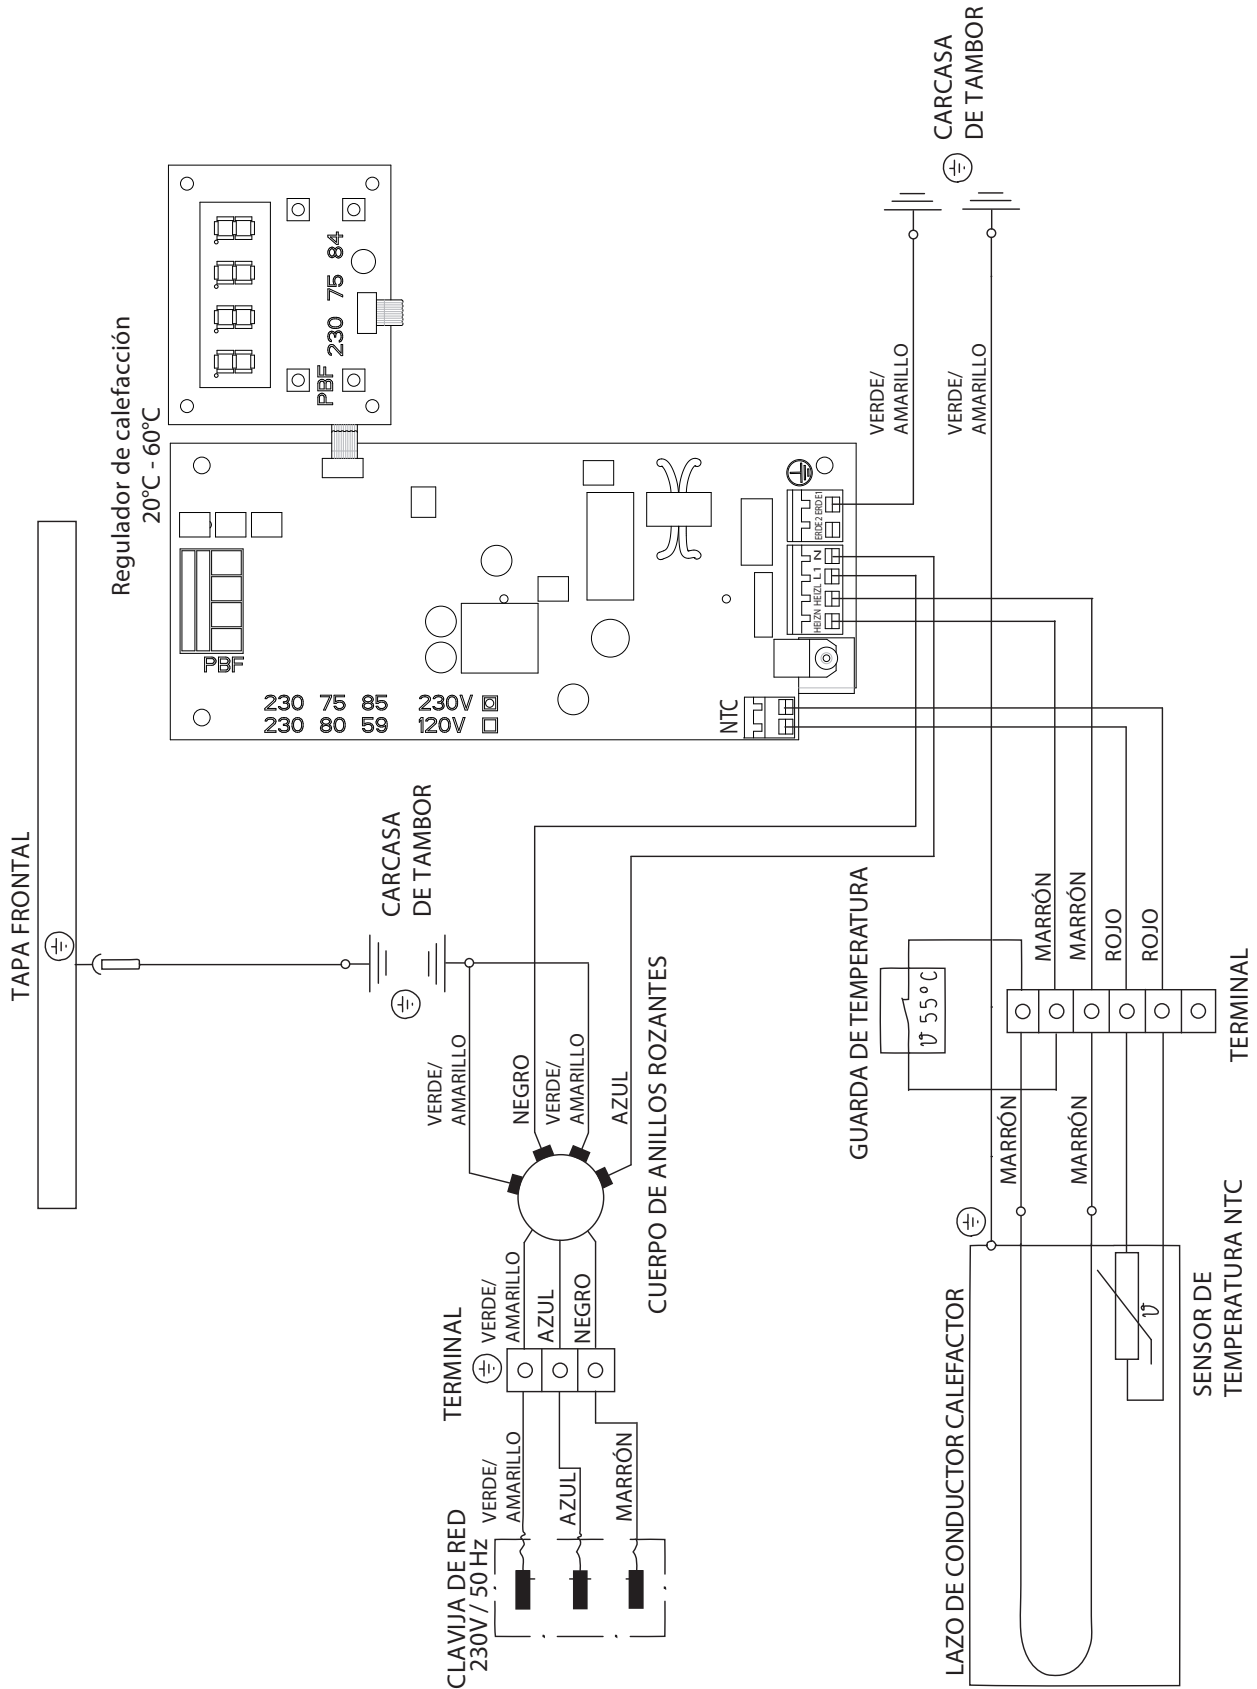 TAPA FRONTAL
Regulador de calefacción
20°C - 60°C
PBF
230 75 84
PBF
230 75 85 230V
230 80 59 120V
NTC
HEIZN
HEIZL
L1
N
ERDE2
ERDE1
CARCASA
DE TAMBOR
VERDE/
AMARILLO
VERDE/
AMARILLO
CARCASA
DE TAMBOR
VERDE/
AMARILLO
NEGRO
VERDE/
AMARILLO
AZUL
CUERPO DE ANILLOS ROZANTES
TERMINAL
VERDE/
AMARILLO
AZUL
NEGRO
CLAVIJA DE RED
230V / 50 Hz
VERDE/
AMARILLO
AZUL
MARRÓN
GUARDA DE TEMPERATURA
ϑ 55°C
MARRÓN
MARRÓN
ROJO
ROJO
TERMINAL
MARRÓN
MARRÓN
LAZO DE CONDUCTOR CALEFACTOR
ϑ
SENSOR DE
TEMPERATURA NTC